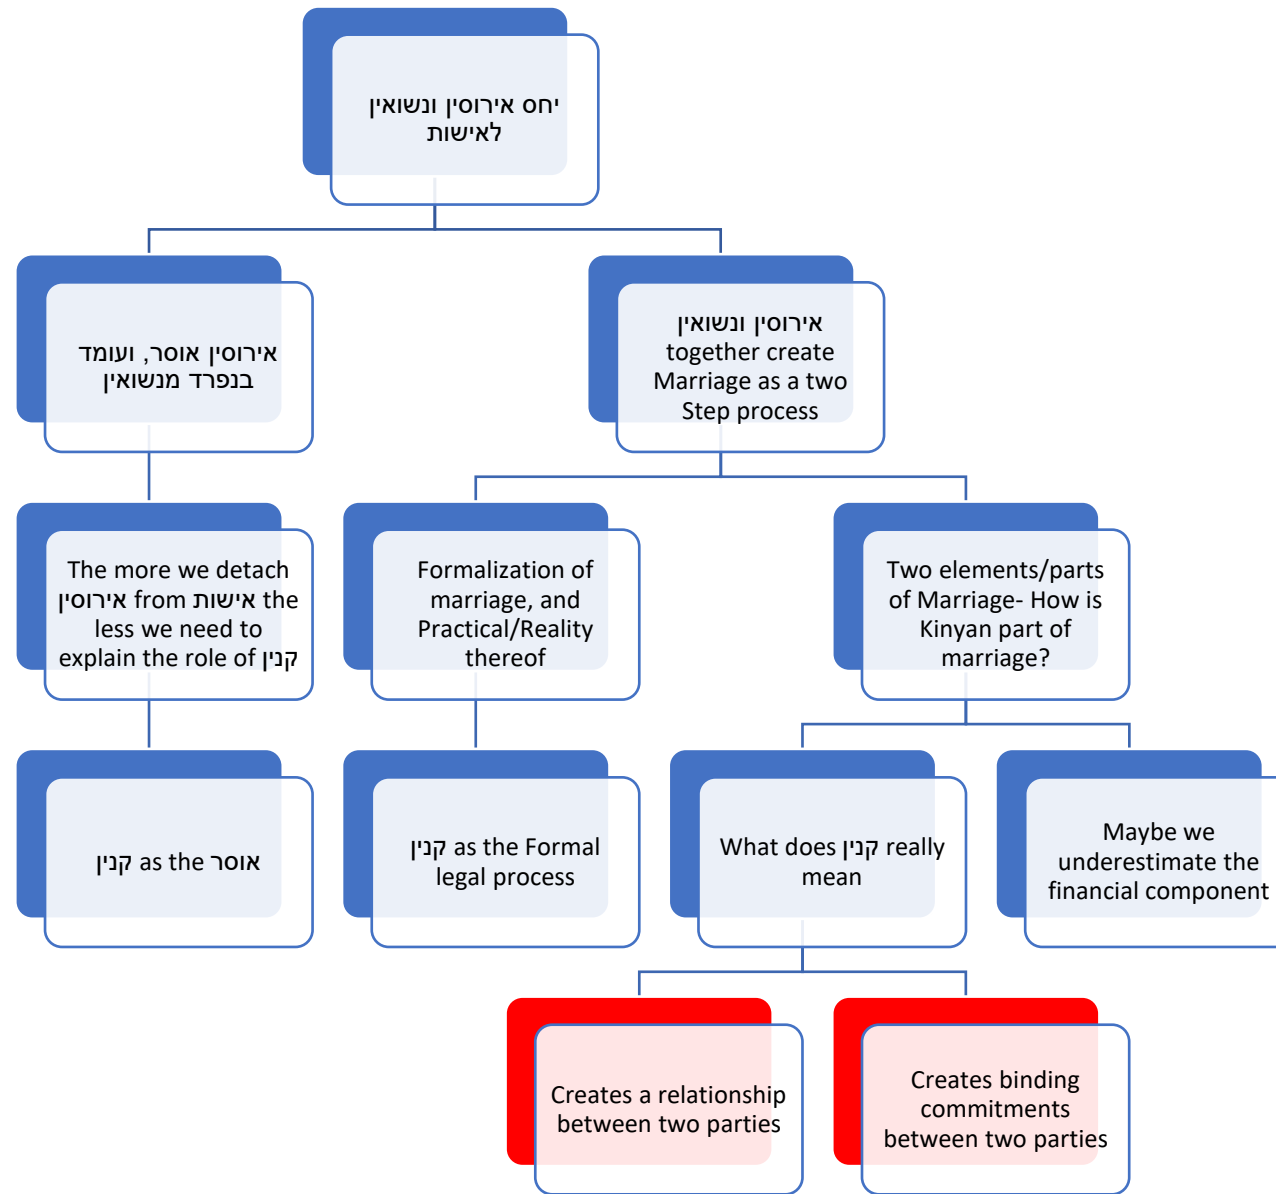 יחס אירוסין ונשואין
לאישות
אירוסין אוסר, ועומד
בנפרד מנשואין
אירוסין ונשואין
together create
Marriage as a two
Step process
The more we detach
אירוסין from אישות the
less we need to
explain the role of קנין
Formalization of
marriage, and
Practical/Reality
thereof
Two elements/parts
of Marriage- How is
Kinyan part of
marriage?
קנין as the אוסר
קנין as the Formal
legal process
What does קנין really
mean
Maybe we
underestimate the
financial component
Creates a relationship
between two parties
Creates binding
commitments
between two parties